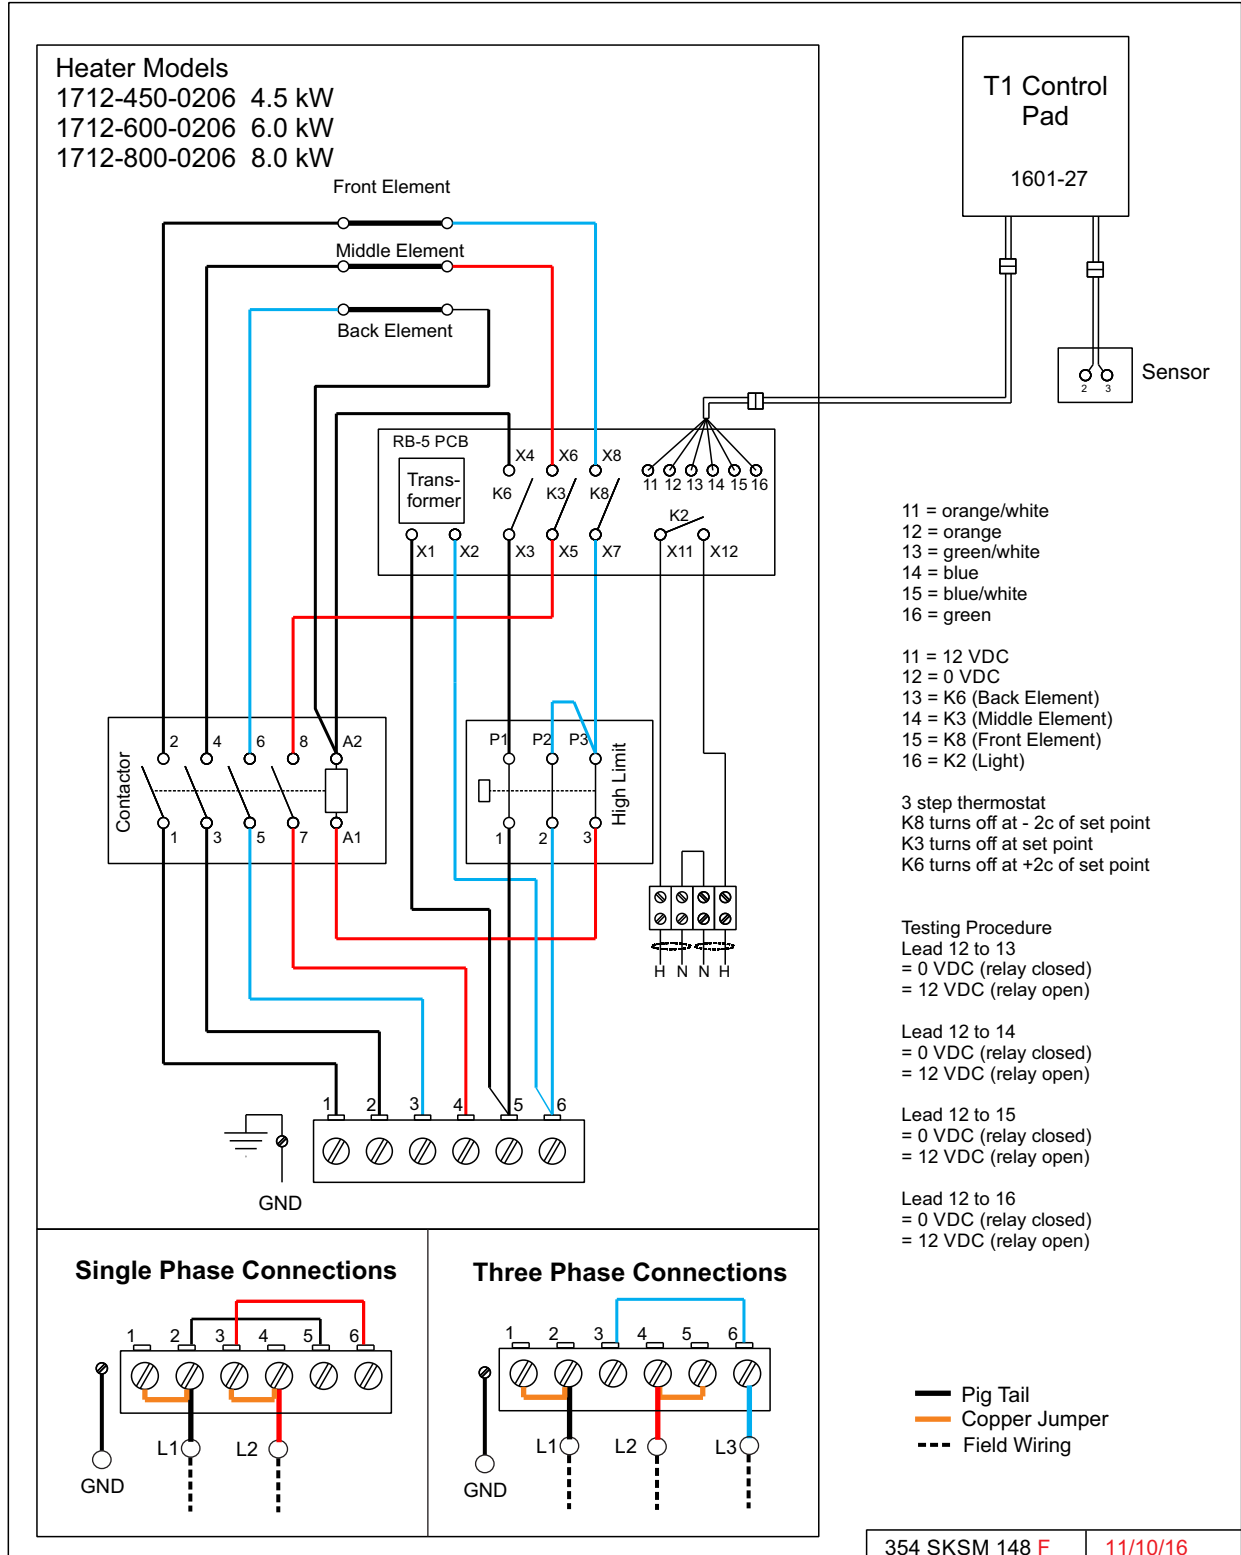 Heater Models
1712-450-0206 4.5 kW
1712-600-0206 6.0 kW
1712-800-0206 8.0 kW
T1 Control
Pad
1601-27
Front Element
Middle Element
Back Element
Sensor
2 3
RB-5 PCB
Trans-
former
X4 X6 X8
K6 K3 K8
11 12 13 14 15 16
K2
X1 X2 X3 X5 X7 X11 X12
11 = orange/white
12 = orange
13 = green/white
14 = blue
15 = blue/white
16 = green
11 = 12 VDC
12 = 0 VDC
13 = K6 (Back Element)
14 = K3 (Middle Element)
15 = K8 (Front Element)
16 = K2 (Light)
3 step thermostat
K8 turns off at - 2c of set point
K3 turns off at set point
K6 turns off at +2c of set point
Contactor
2 4 6 8 A2
1 3 5 7 A1
P1 P2 P3
1 2 3
High Limit
H N N H
Testing Procedure
Lead 12 to 13
= 0 VDC (relay closed)
= 12 VDC (relay open)
Lead 12 to 14
= 0 VDC (relay closed)
= 12 VDC (relay open)
Lead 12 to 15
= 0 VDC (relay closed)
= 12 VDC (relay open)
Lead 12 to 16
= 0 VDC (relay closed)
= 12 VDC (relay open)
1 2 3 4 5 6
GND
Single Phase Connections
1 2 3 4 5 6
L1 L2
GND
Three Phase Connections
1 2 3 4 5 6
L1 L2 L3
GND
Pig Tail
Copper Jumper
Field Wiring
354 SKSM 148 F 11/10/16